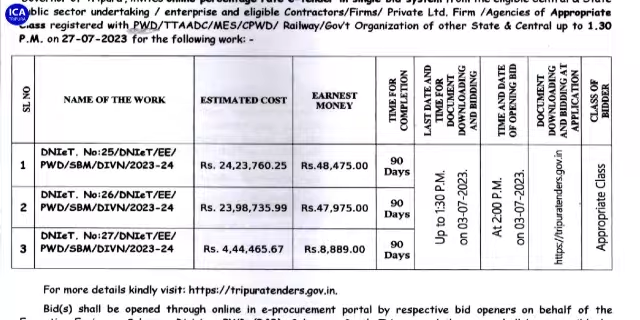 ICA
TRIPURA
Public sector undertaking / enterprise and eligible Contractors/Firms/ Private Ltd. Firm /Agencies of Appropriate
Class registered with PWD/TTAADC/MES/CPWD/ Railway/Gov't Organization of other State & Central up to 1.30
P.M. on 27-07-2023 for the following work: -
SL NO
NAME OF THE WORK
ESTIMATED COST
EARNEST
MONEY
TIME FOR
COMPLETION
LAST DATE AND
TIME FOR
DOCUMENT
DOWNLOADING
AND BIDDING
TIME AND DATE
OF OPENING BID
DOCUMENT
DOWNLOADING
AND BIDDING AT
APPLICATION
CLASS OF
BIDDER
1
DNIeT. No:25/DNIeT/EE/
PWD/SBM/DIVN/2023-24
Rs. 24,23,760.25
Rs.48,475.00
90
Days
2
DNIeT. No:26/DNIeT/EE/
PWD/SBM/DIVN/2023-24
Rs. 23,98,735.99
Rs.47,975.00
90
Days
3
DNIeT. No:27/DNIeT/EE/
PWD/SBM/DIVN/2023-24
Rs. 4,44,465.67
Rs.8,889.00
90
Days
Up to 1:30 P.M.
on 03-07-2023.
At 2:00 P.M.
on 03-07-2023.
https://tripuratenders.gov.in
Appropriate Class
For more details kindly visit: https://tripuratenders.gov.in.
Bid(s) shall be opened through online in e-procurement portal by respective bid openers on behalf of the